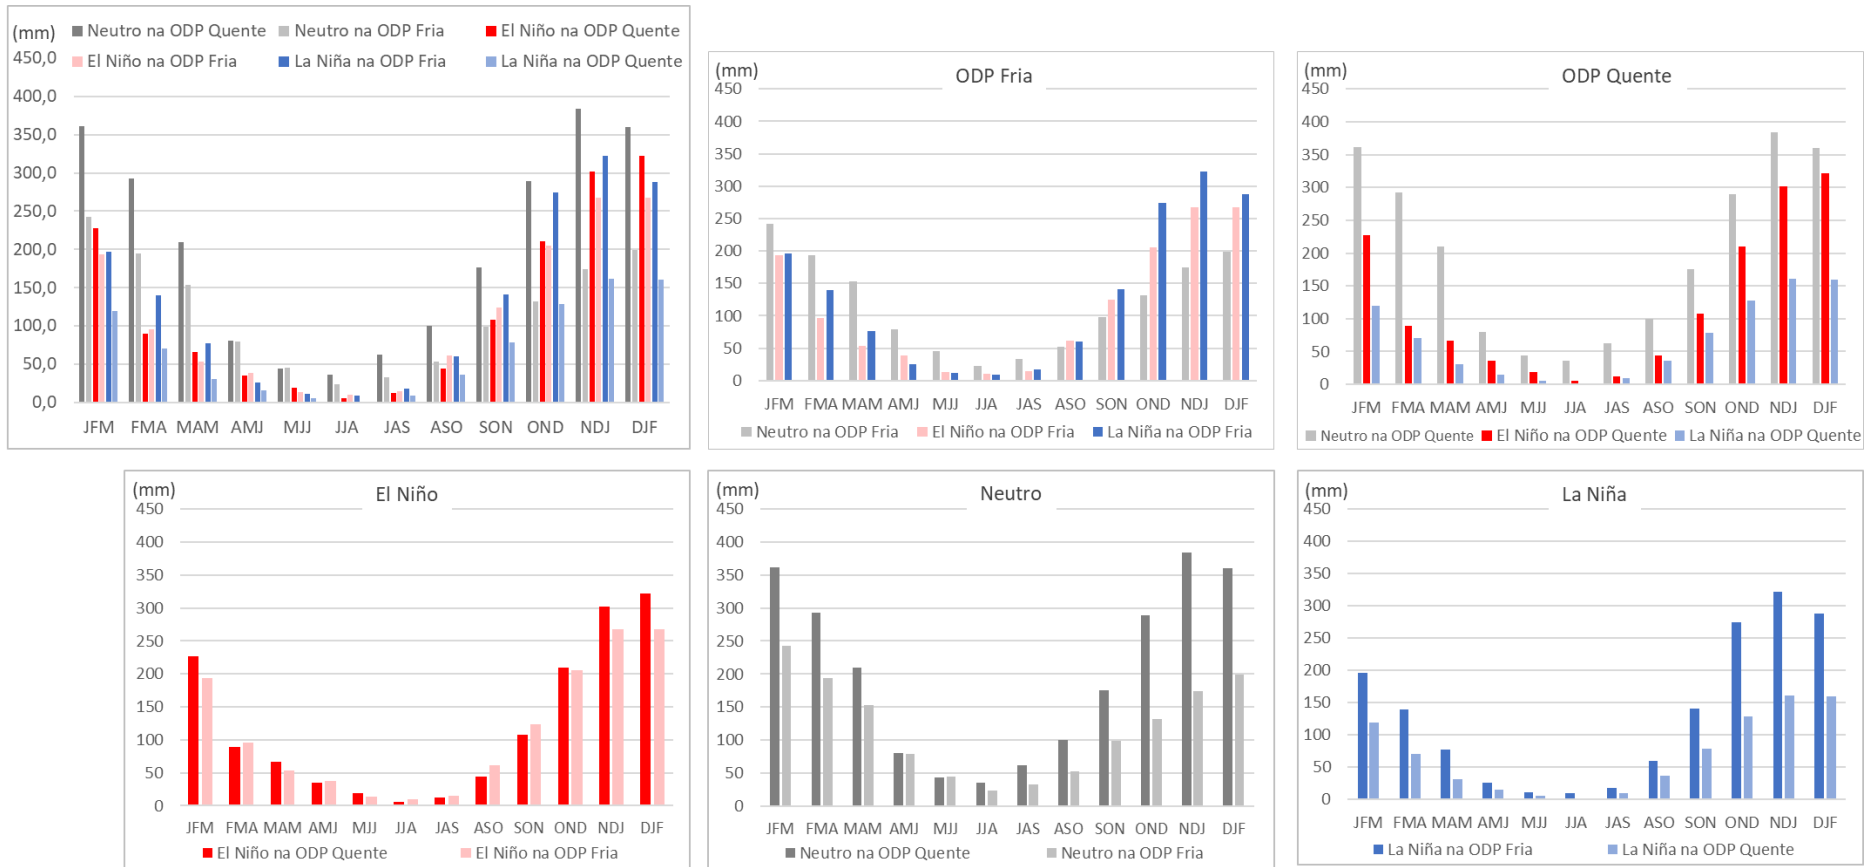 (mm)
Neutro na ODP Quente
Neutro na ODP Fria
El Niño na ODP Quente
El Niño na ODP Fria
La Niña na ODP Fria
La Niña na ODP Quente
450,0
400,0
350,0
300,0
250,0
200,0
150,0
100,0
50,0
0,0
JFM FMA MAM AMJ MJJ JJA JAS ASO SON OND NDJ DJF
(mm)
ODP Fria
450
400
350
300
250
200
150
100
50
0
JFM FMA MAM AMJ MJJ JJA JAS ASO SON OND NDJ DJF
Neutro na ODP Fria El Niño na ODP Fria La Niña na ODP Fria
(mm)
ODP Quente
450
400
350
300
250
200
150
100
50
0
JFM FMA MAM AMJ MJJ JJA JAS ASO SON OND NDJ DJF
Neutro na ODP Quente El Niño na ODP Quente La Niña na ODP Quente
(mm)
El Niño
450
400
350
300
250
200
150
100
50
0
JFM FMA MAM AMJ MJJ JJA JAS ASO SON OND NDJ DJF
El Niño na ODP Quente El Niño na ODP Fria
(mm)
Neutro
450
400
350
300
250
200
150
100
50
0
JFM FMA MAM AMJ MJJ JJA JAS ASO SON OND NDJ DJF
Neutro na ODP Quente Neutro na ODP Fria
(mm)
La Niña
450
400
350
300
250
200
150
100
50
0
JFM FMA MAM AMJ MJJ JJA JAS ASO SON OND NDJ DJF
La Niña na ODP Fria La Niña na ODP Quente